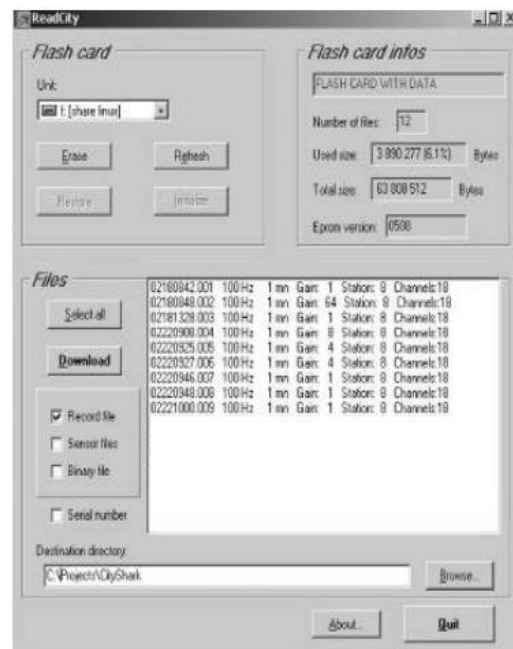 ReadCity
Flash card
Unit:
I: [share linux]
Erase
Refresh
Restore
Initialize
Flash card infos
FLASH CARD WITH DATA
Number of files: 12
Used size: 3 890 277 (6.1%) Bytes
Total size: 63 808 512 Bytes
Eprom version: 0508
Files
Select all
Download
Record file
Sensor files
Binary file
Serial number
02180842.001 100 Hz 1 mn Gain: 1 Station: 8 Channels:18
02180848.002 100 Hz 1 mn Gain: 64 Station: 8 Channels:18
02181328.003 100 Hz 1 mn Gain: 1 Station: 8 Channels:18
02220908.004 100 Hz 1 mn Gain: 8 Station: 8 Channels:18
02220925.005 100 Hz 1 mn Gain: 4 Station: 8 Channels:18
02220927.006 100 Hz 1 mn Gain: 4 Station: 8 Channels:18
02220946.007 100 Hz 1 mn Gain: 1 Station: 8 Channels:18
02220948.008 100 Hz 1 mn Gain: 1 Station: 8 Channels:18
02221000.009 100 Hz 1 mn Gain: 1 Station: 8 Channels:18
Destination directory:
C:\Projects\CityShark
Browse...
About...
Quit